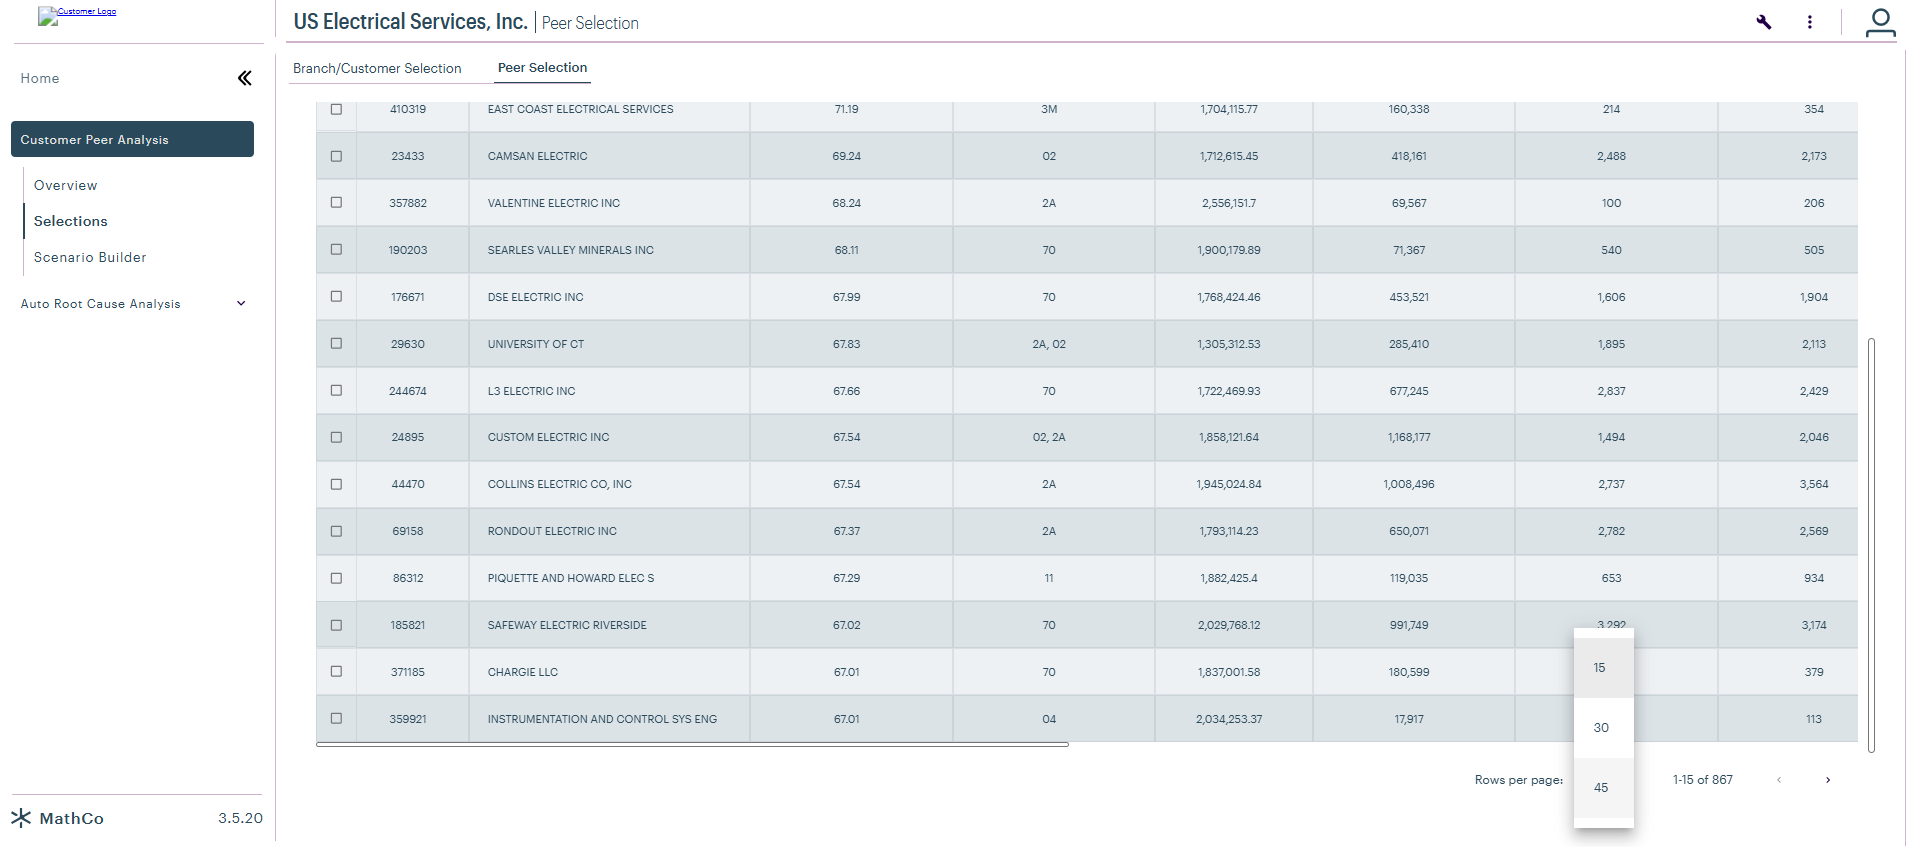 Customer Logo
US Electrical Services, Inc. Peer Selection
Home
Branch/Customer Selection Peer Selection
Customer Peer Analysis
Overview
Selections
Scenario Builder
Auto Root Cause Analysis
410319 EAST COAST ELECTRICAL SERVICES 71.19 3M 1,704,115.77 160,338 214 354
23433 CAMSAN ELECTRIC 69.24 02 1,712,615.45 418,161 2,488 2,173
357882 VALENTINE ELECTRIC INC 68.24 2A 2,556,151.7 69,567 100 206
190203 SEARLES VALLEY MINERALS INC 68.11 70 1,900,179.89 71,367 540 505
176671 DSE ELECTRIC INC 67.99 70 1,768,424.46 453,521 1,606 1,904
29630 UNIVERSITY OF CT 67.83 2A, 02 1,305,312.53 285,410 1,895 2,113
244674 L3 ELECTRIC INC 67.66 70 1,722,469.93 677,245 2,837 2,429
24895 CUSTOM ELECTRIC INC 67.54 02, 2A 1,858,121.64 1,168,177 1,494 2,046
44470 COLLINS ELECTRIC CO, INC 67.54 2A 1,945,024.84 1,008,496 2,737 3,564
69158 RONDOUT ELECTRIC INC 67.37 2A 1,793,114.23 650,071 2,782 2,569
86312 PIQUETTE AND HOWARD ELEC S 67.29 11 1,882,425.4 119,035 653 934
185821 SAFEWAY ELECTRIC RIVERSIDE 67.02 70 2,029,768.12 991,749 3,292 3,174
371185 CHARGIE LLC 67.01 70 1,837,001.58 180,599 379
359921 INSTRUMENTATION AND CONTROL SYS ENG 67.01 04 2,034,253.37 17,917 113
15
30
45
Rows per page: 1-15 of 867
MathCo 3.5.20